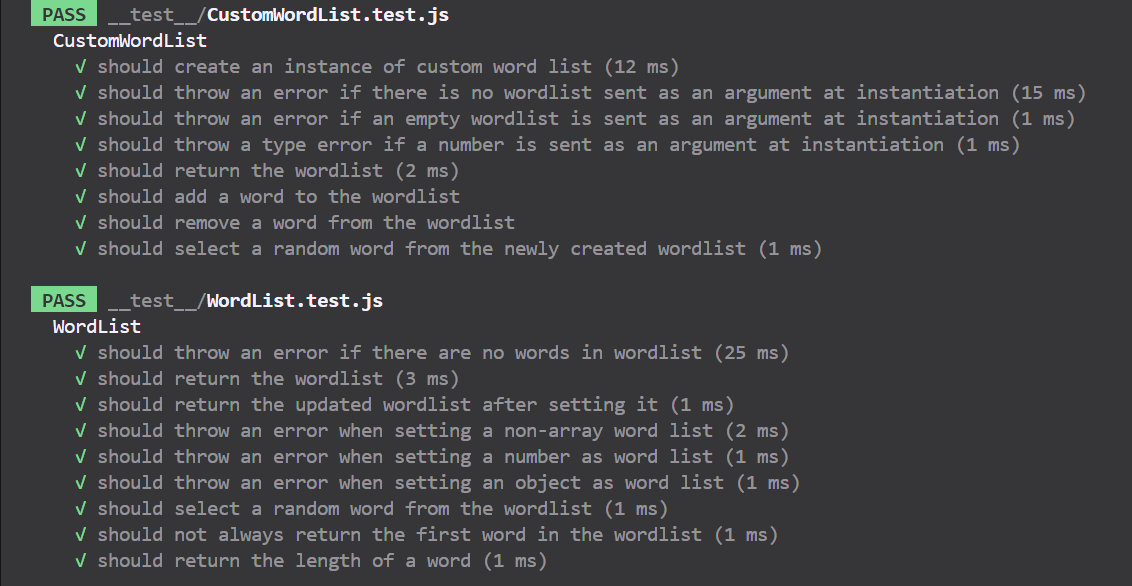 PASS __test__/CustomWordList.test.js
CustomWordList
√ should create an instance of custom word list (12 ms)
√ should throw an error if there is no wordlist sent as an argument at instantiation (15 ms)
√ should throw an error if an empty wordlist is sent as an argument at instantiation (1 ms)
√ should throw a type error if a number is sent as an argument at instantiation (1 ms)
√ should return the wordlist (2 ms)
√ should add a word to the wordlist
√ should remove a word from the wordlist
√ should select a random word from the newly created wordlist (1 ms)
PASS __test__/WordList.test.js
WordList
√ should throw an error if there are no words in wordlist (25 ms)
√ should return the wordlist (3 ms)
√ should return the updated wordlist after setting it (1 ms)
√ should throw an error when setting a non-array word list (2 ms)
√ should throw an error when setting a number as word list (1 ms)
√ should throw an error when setting an object as word list (1 ms)
√ should select a random word from the wordlist (1 ms)
√ should not always return the first word in the wordlist (1 ms)
√ should return the length of a word (1 ms)